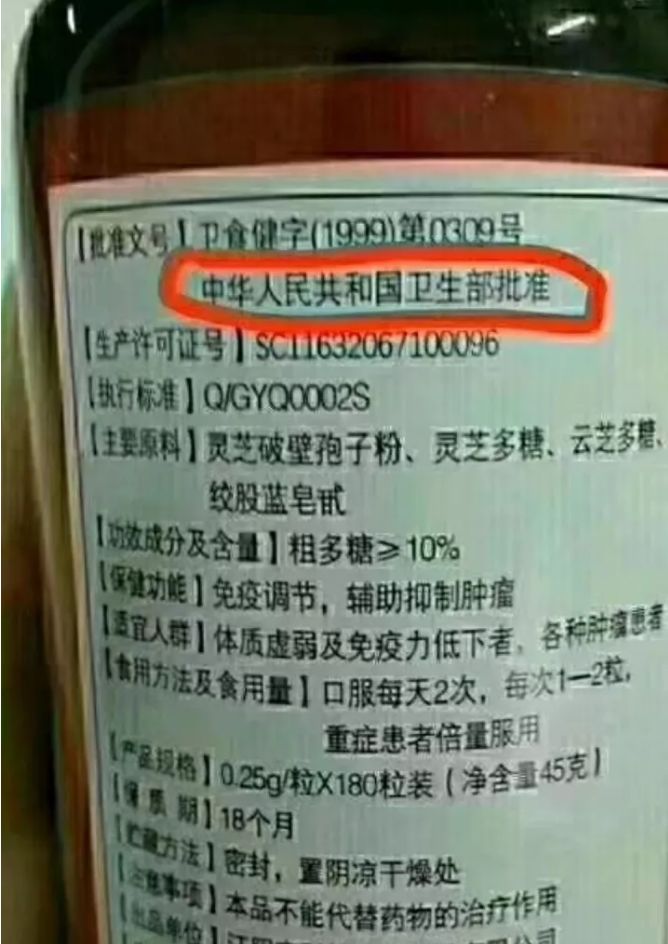 【批准文号】卫食健字(1999)第0309号
中华人民共和国卫生部批准
【生产许可证号】SC11632067100096
【执行标准】Q/GYQ0002S
【主要原料】灵芝破壁孢子粉、灵芝多糖、云芝多糖、
绞股蓝皂甙
【功效成分及含量】粗多糖≥10%
【保健功能】免疫调节，辅助抑制肿瘤
【适宜人群】体质虚弱及免疫力低下者，各种肿瘤患者
【食用方法及食用量】口服每天2次，每次1—2粒，
重症患者倍量服用
【产品规格】0.25g/粒X180粒装（净含量45克）
【保质期】18个月
【贮藏方法】密封，置阴凉干燥处
【注意事项】本品不能代替药物的治疗作用
【出品单位】江